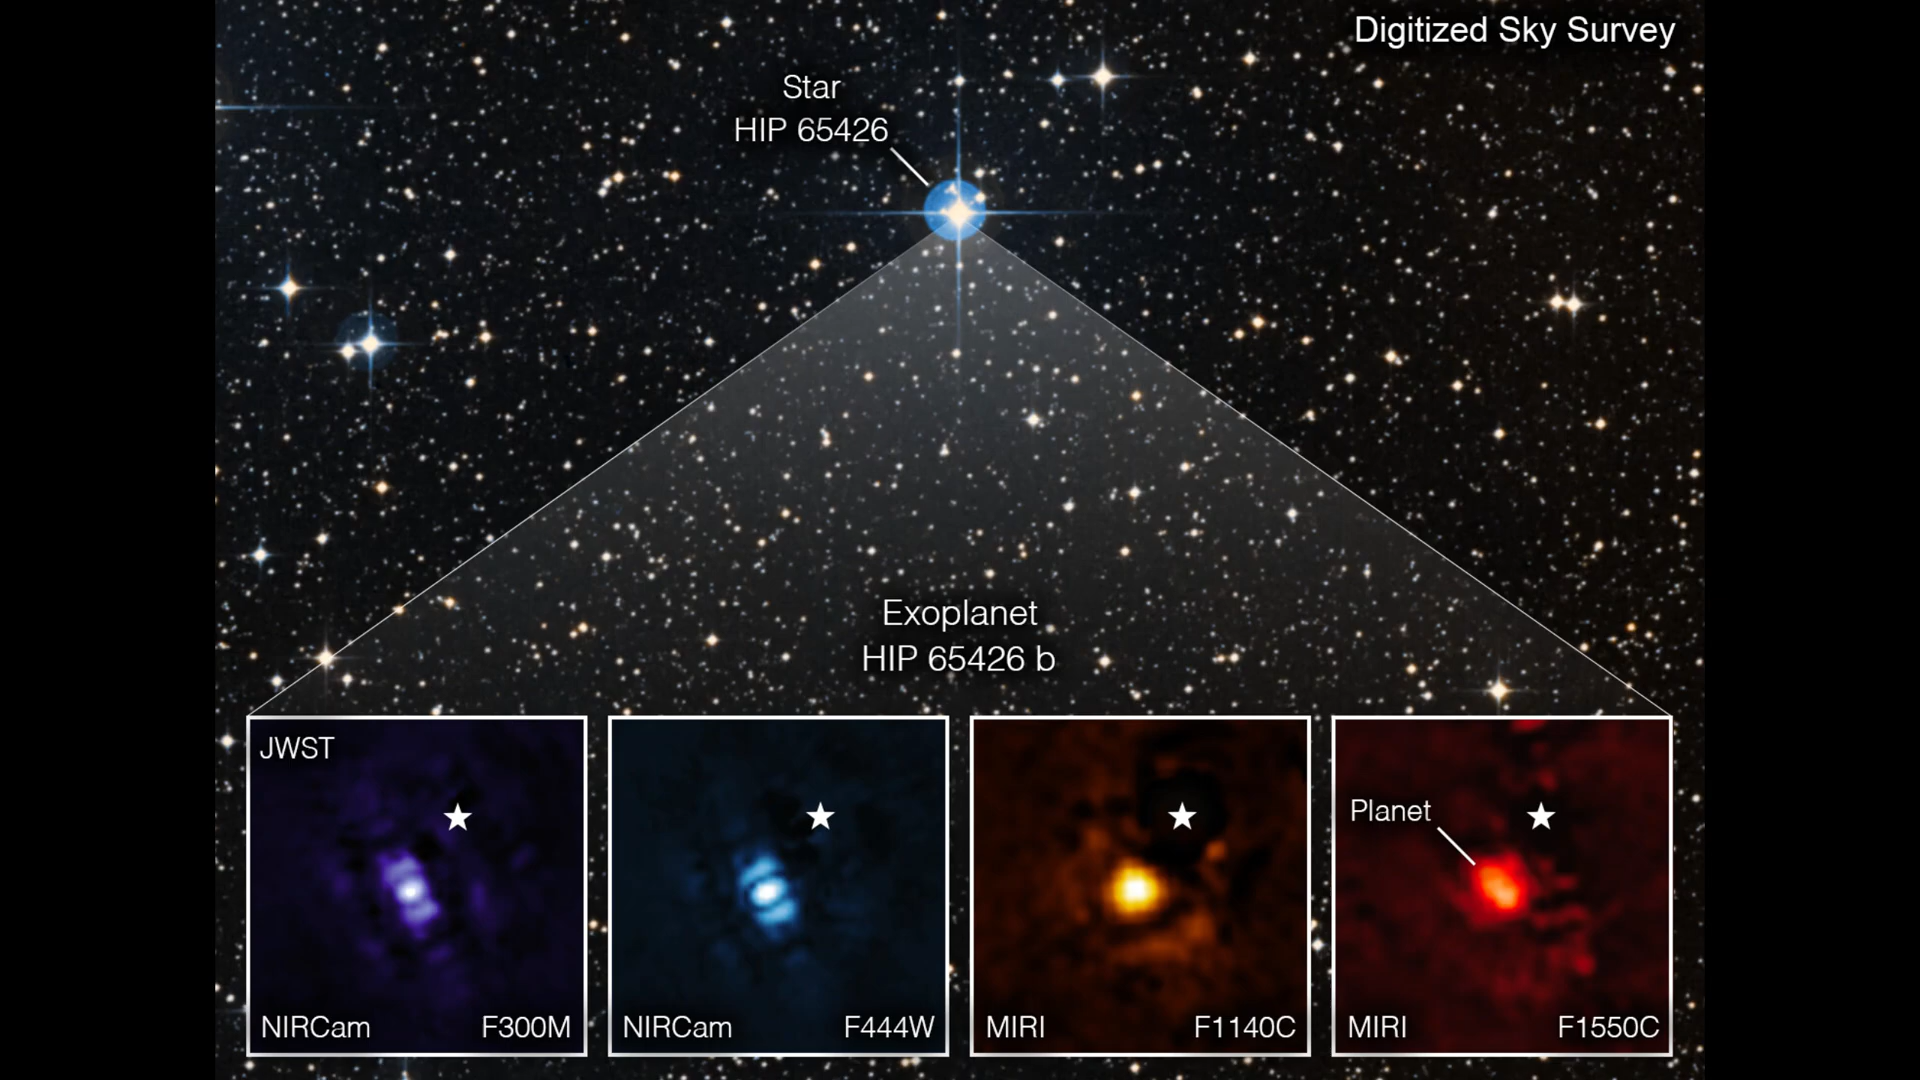 Digitized Sky Survey
Star
HIP 65426
Exoplanet
HIP 65426 b
JWST
NIRCam F300M
NIRCam F444W
MIRI F1140C
Planet
MIRI F1550C